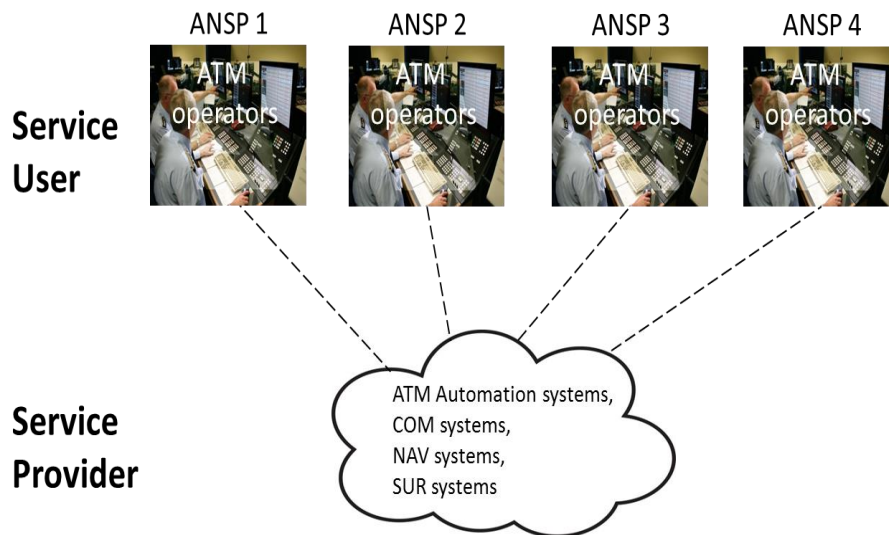 ANSP 1 ANSP 2 ANSP 3 ANSP 4
ATM ATM ATM ATM
operators operators operators operators
Service
User
ATM Automation systems,
COM systems,
NAV systems,
SUR systems
Service
Provider